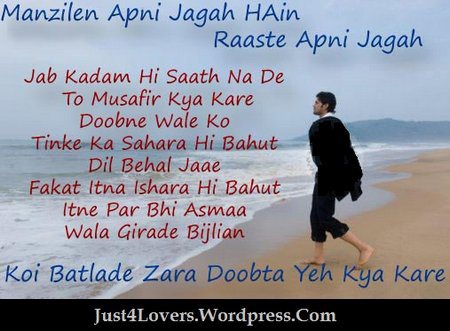 Manzilen Apni Jagah HAin
Raaste Apni Jagah
Jab Kadam Hi Saath Na De
To Musafir Kya Kare
Doobne Wale Ko
Tinke Ka Sahara Hi Bahut
Dil Behal Jaae
Fakat Itna Ishara Hi Bahut
Itne Par Bhi Asmaa
Wala Girade Bijlian
Koi Batlade Zara Doobta Yeh Kya Kare
Just4Lovers.Wordpress.Com